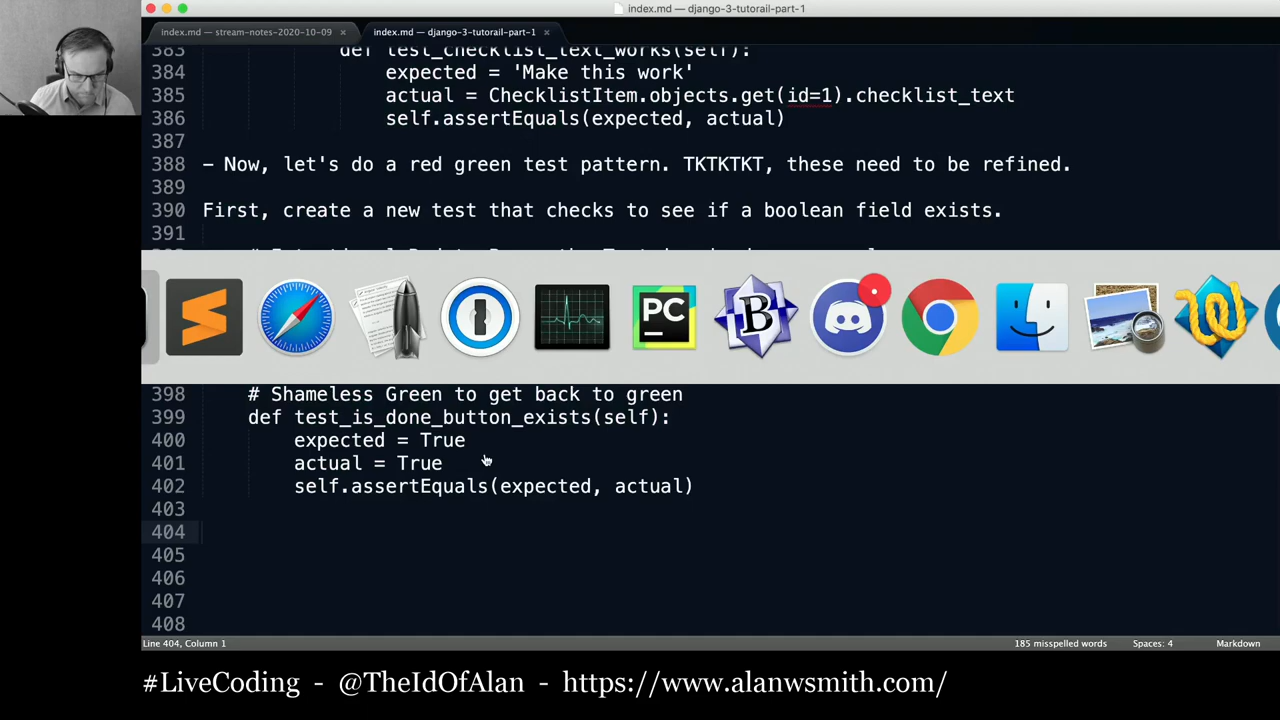 index.md — django-3-tutorail-part-1
index.md — stream-notes-2020-10-09 × index.md — django-3-tutorail-part-1 ×
383 def test_checklist_text_works(self):
384 expected = 'Make this work'
385 actual = ChecklistItem.objects.get(id=1).checklist_text
386 self.assertEquals(expected, actual)
387
388 - Now, let's do a red green test pattern. TKTKTKT, these need to be refined.
389
390 First, create a new test that checks to see if a boolean field exists.
391
PC
B
398 # Shameless Green to get back to green
399 def test_is_done_button_exists(self):
400 expected = True
401 actual = True
402 self.assertEquals(expected, actual)
403
404
405
406
407
408
Line 404, Column 1 185 misspelled words Spaces: 4 Markdown
#LiveCoding - @TheIdOfAlan - https://www.alanwsmith.com/